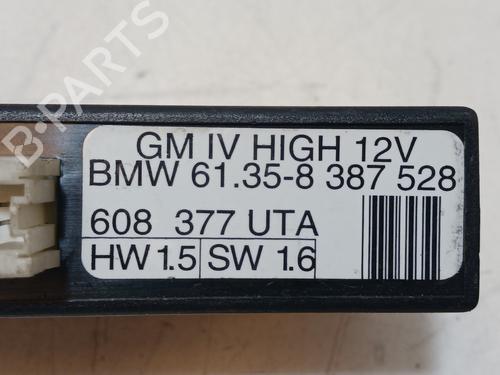 B-PARTS
GM IV HIGH 12V
BMW 61.35-8 387 528
608 377 UTA
HW 1.5 SW 1.6